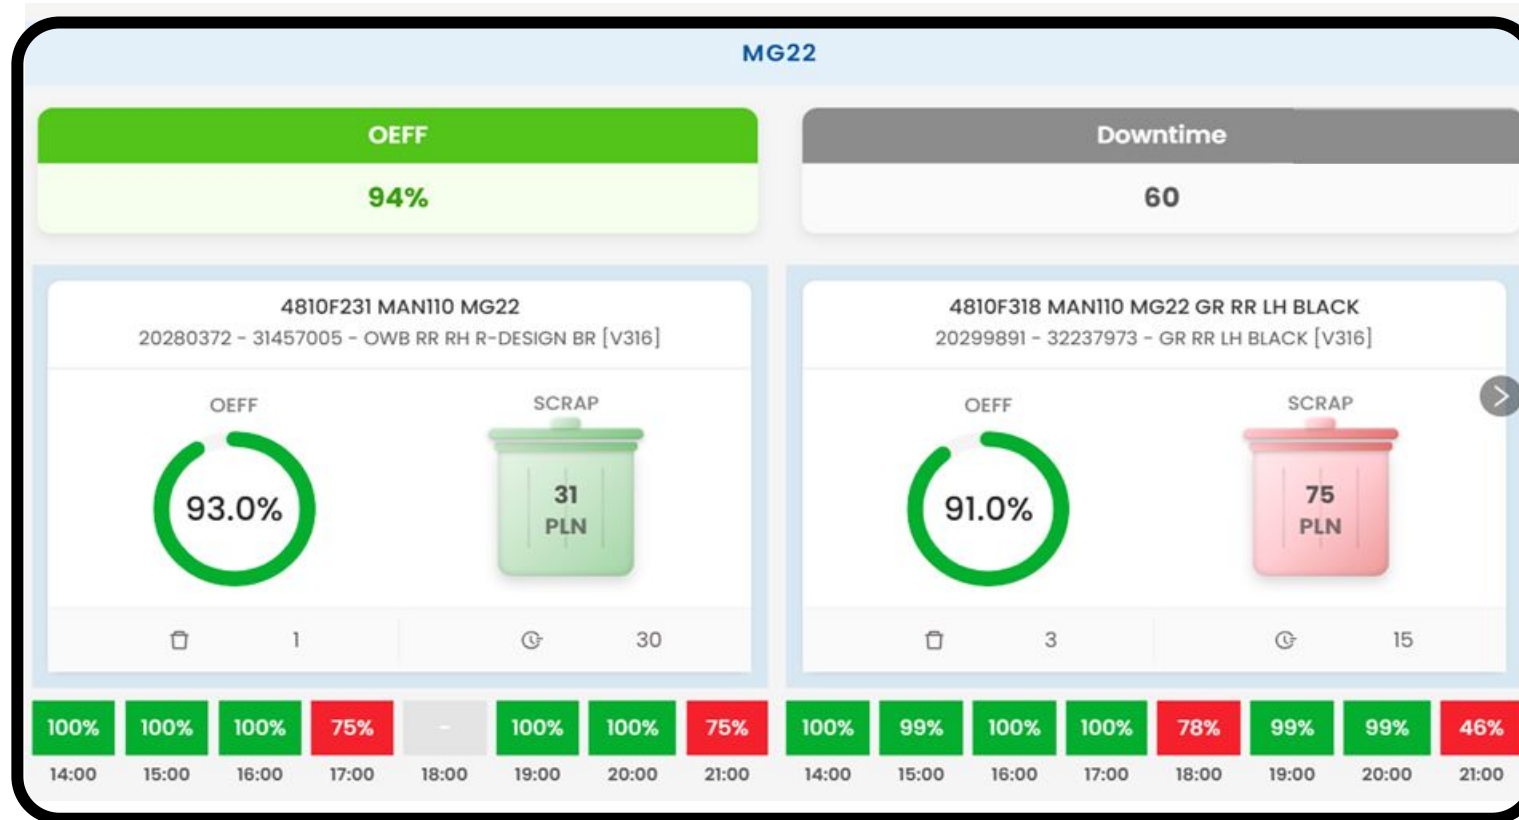 MG22
OEFF
94%
Downtime
60
4810F231 MAN110 MG22
20280372 - 31457005 - OWB RR RH R-DESIGN BR [V316]
OEFF
SCRAP
93.0%
31
PLN
1
30
4810F318 MAN110 MG22 GR RR LH BLACK
20299891 - 32237973 - GR RR LH BLACK [V316]
OEFF
SCRAP
91.0%
75
PLN
3
15
100% 100% 100% 75% - 100% 100% 75%
14:00 15:00 16:00 17:00 18:00 19:00 20:00 21:00
100% 99% 100% 100% 78% 99% 99% 46%
14:00 15:00 16:00 17:00 18:00 19:00 20:00 21:00